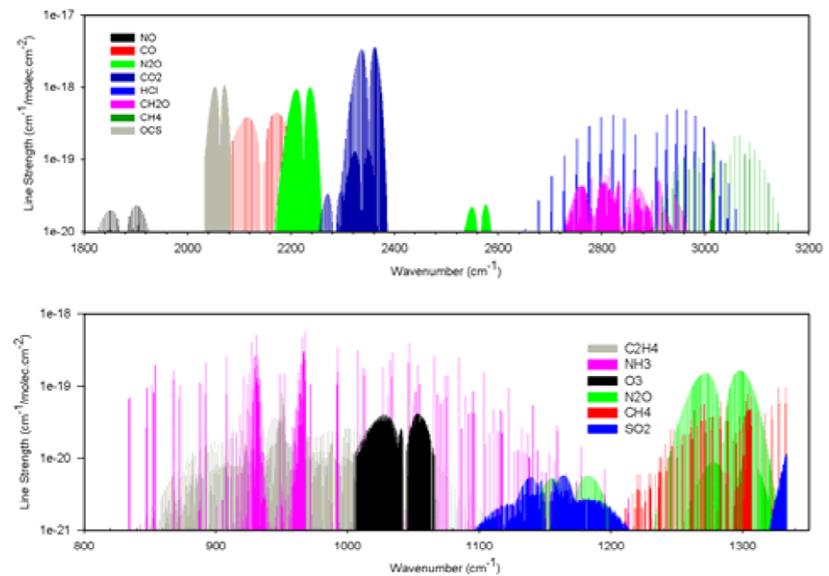 1e-17
1e-18
1e-19
1e-20
Line Strength (cm-1/molec.cm-2)
NO
CO
N2O
CO2
HCl
CH2O
CH4
OCS
1800 2000 2200 2400 2600 2800 3000 3200
Wavenumber (cm-1)
1e-18
1e-19
1e-20
1e-21
Line Strength (cm-1/molec.cm-2)
C2H4
NH3
O3
N2O
CH4
SO2
800 900 1000 1100 1200 1300
Wavenumber (cm-1)